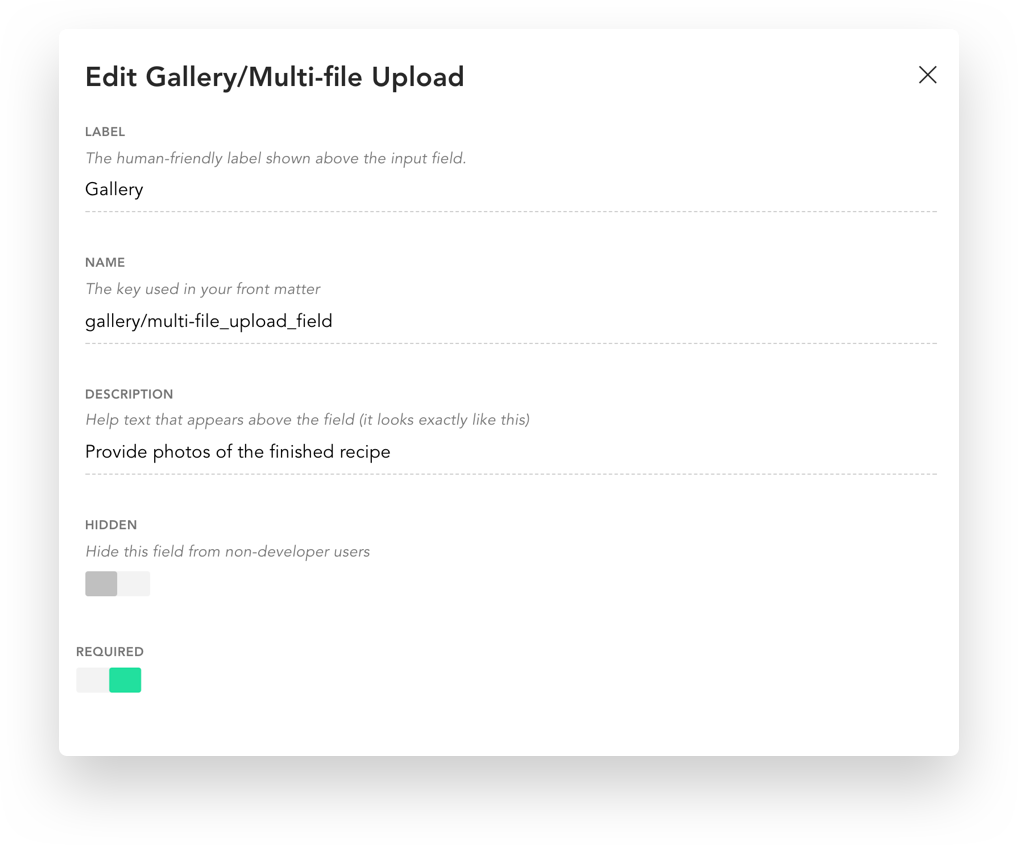 Edit Gallery/Multi-file Upload
LABEL
The human-friendly label shown above the input field.
Gallery
NAME
The key used in your front matter
gallery/multi-file_upload_field
DESCRIPTION
Help text that appears above the field (it looks exactly like this)
Provide photos of the finished recipe
HIDDEN
Hide this field from non-developer users
REQUIRED